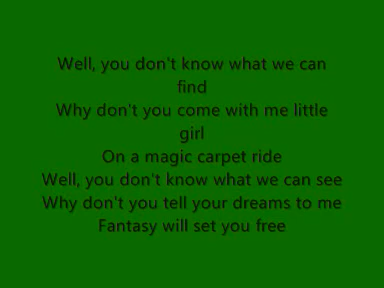 Well, you don't know what we can
find
Why don't you come with me little
girl
On a magic carpet ride
Well, you don't know what we can see
Why don't you tell your dreams to me
Fantasy will set you free